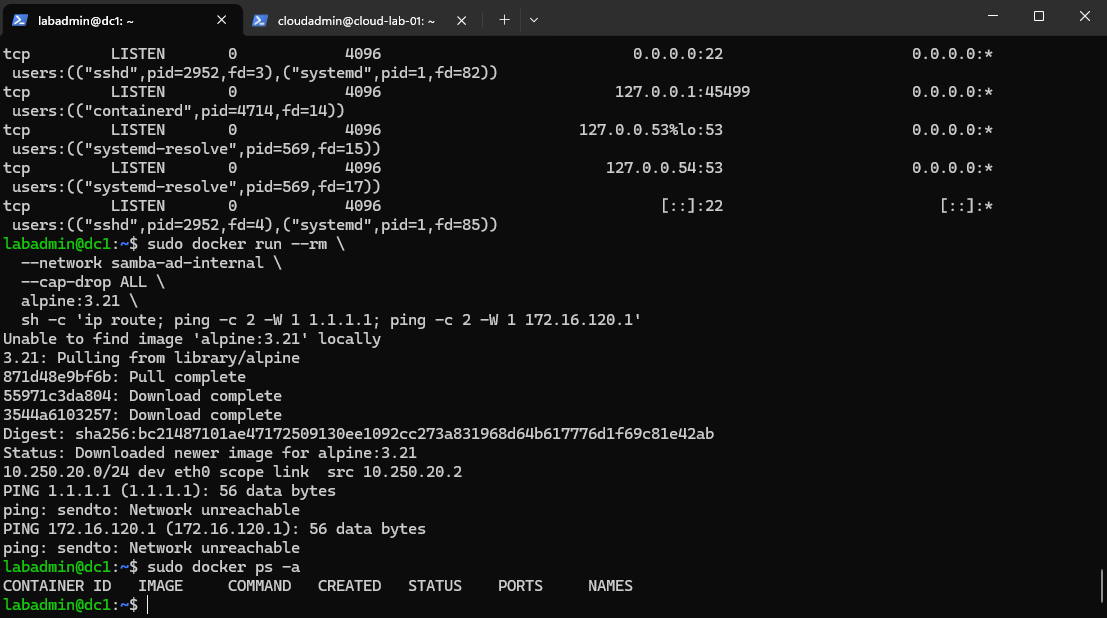 labadmin@dc1: ~
cloudadmin@cloud-lab-01: ~
tcp LISTEN 0 4096 0.0.0.0:22 0.0.0.0:*
users:(("sshd",pid=2952,fd=3),("systemd",pid=1,fd=82))
tcp LISTEN 0 4096 127.0.0.1:45499 0.0.0.0:*
users:(("containerd",pid=4714,fd=14))
tcp LISTEN 0 4096 127.0.0.53%lo:53 0.0.0.0:*
users:(("systemd-resolve",pid=569,fd=15))
tcp LISTEN 0 4096 127.0.0.54:53 0.0.0.0:*
users:(("systemd-resolve",pid=569,fd=17))
tcp LISTEN 0 4096 [::]:22 [::]:*
users:(("sshd",pid=2952,fd=4),("systemd",pid=1,fd=85))
labadmin@dc1:~$ sudo docker run --rm \
--network samba-ad-internal \
--cap-drop ALL \
alpine:3.21 \
sh -c 'ip route; ping -c 2 -W 1 1.1.1.1; ping -c 2 -W 1 172.16.120.1'
Unable to find image 'alpine:3.21' locally
3.21: Pulling from library/alpine
871d48e9bf6b: Pull complete
55971c3da804: Download complete
3544a6103257: Download complete
Digest: sha256:bc21487101ae47172509130ee1092cc273a831968d64b617776d1f69c81e42ab
Status: Downloaded newer image for alpine:3.21
10.250.20.0/24 dev eth0 scope link  src 10.250.20.2
PING 1.1.1.1 (1.1.1.1): 56 data bytes
ping: sendto: Network unreachable
PING 172.16.120.1 (172.16.120.1): 56 data bytes
ping: sendto: Network unreachable
labadmin@dc1:~$ sudo docker ps -a
CONTAINER ID IMAGE COMMAND CREATED STATUS PORTS NAMES
labadmin@dc1:~$